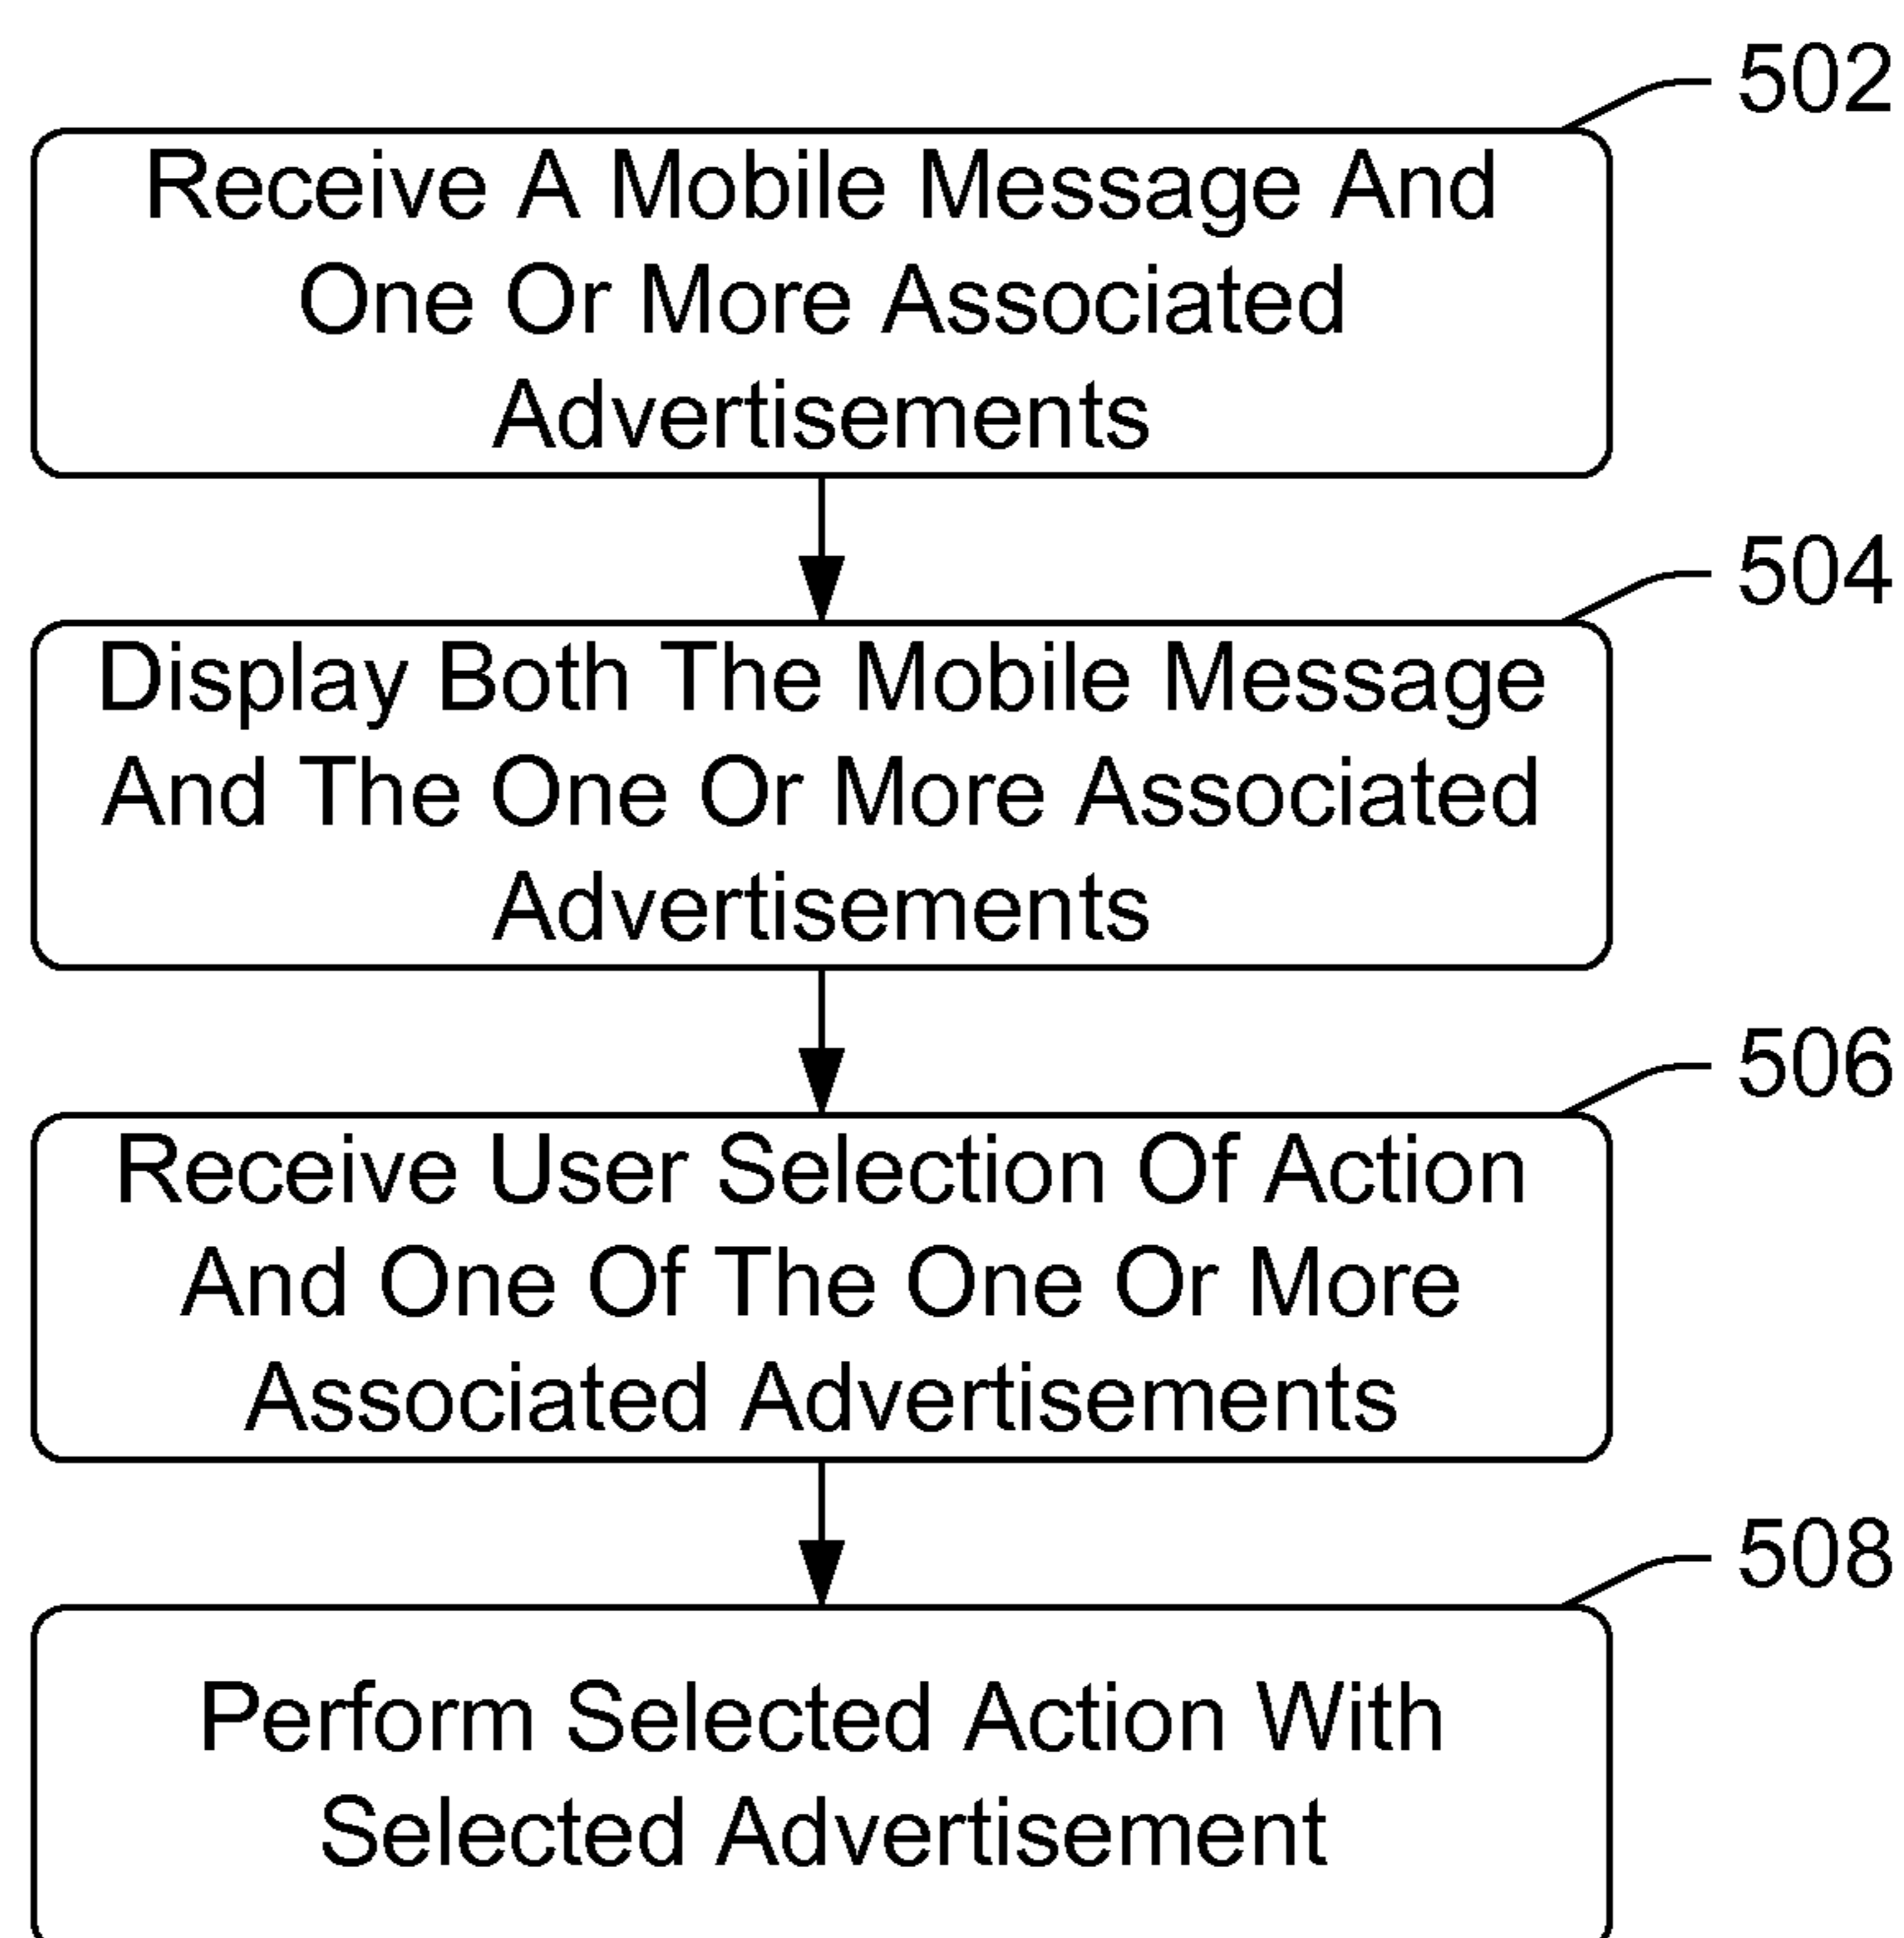 502
Receive A Mobile Message And
One Or More Associated
Advertisements
504
Display Both The Mobile Message
And The One Or More Associated
Advertisements
506
Receive User Selection Of Action
And One Of The One Or More
Associated Advertisements
508
Perform Selected Action With
Selected Advertisement